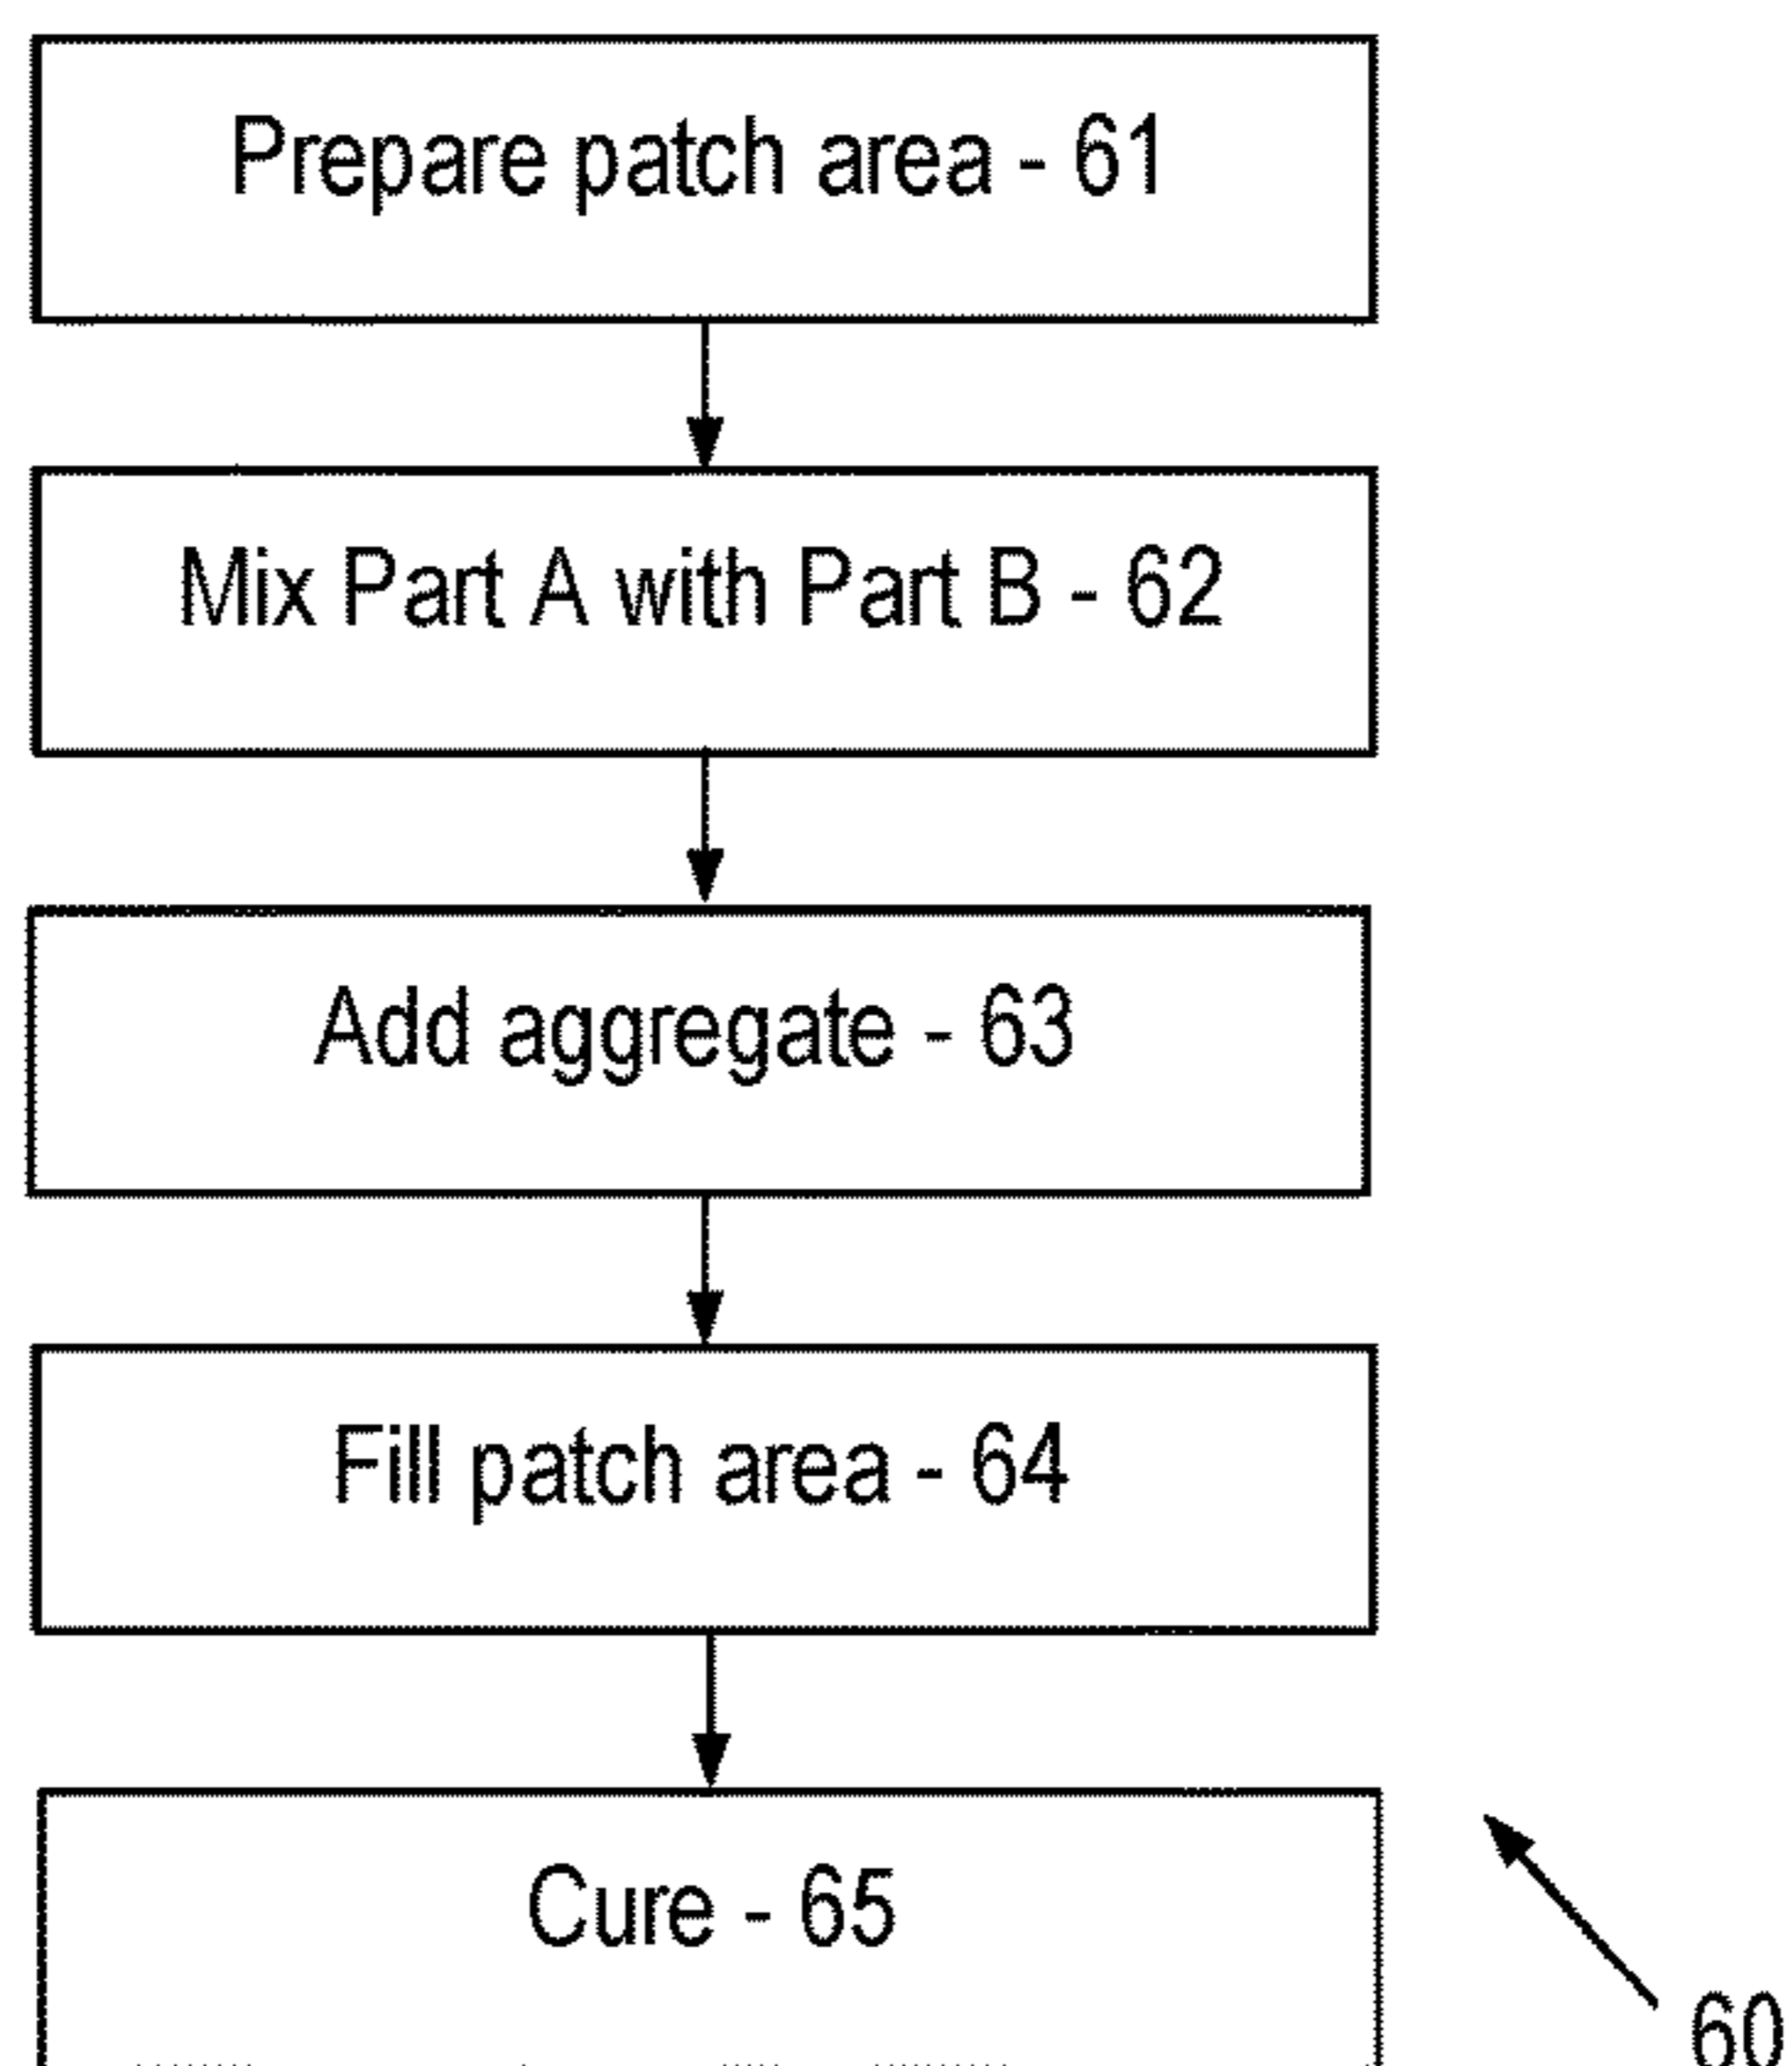 Prepare patch area - 61
Mix Part A with Part B - 62
Add aggregate - 63
Fill patch area - 64
Cure - 65
60